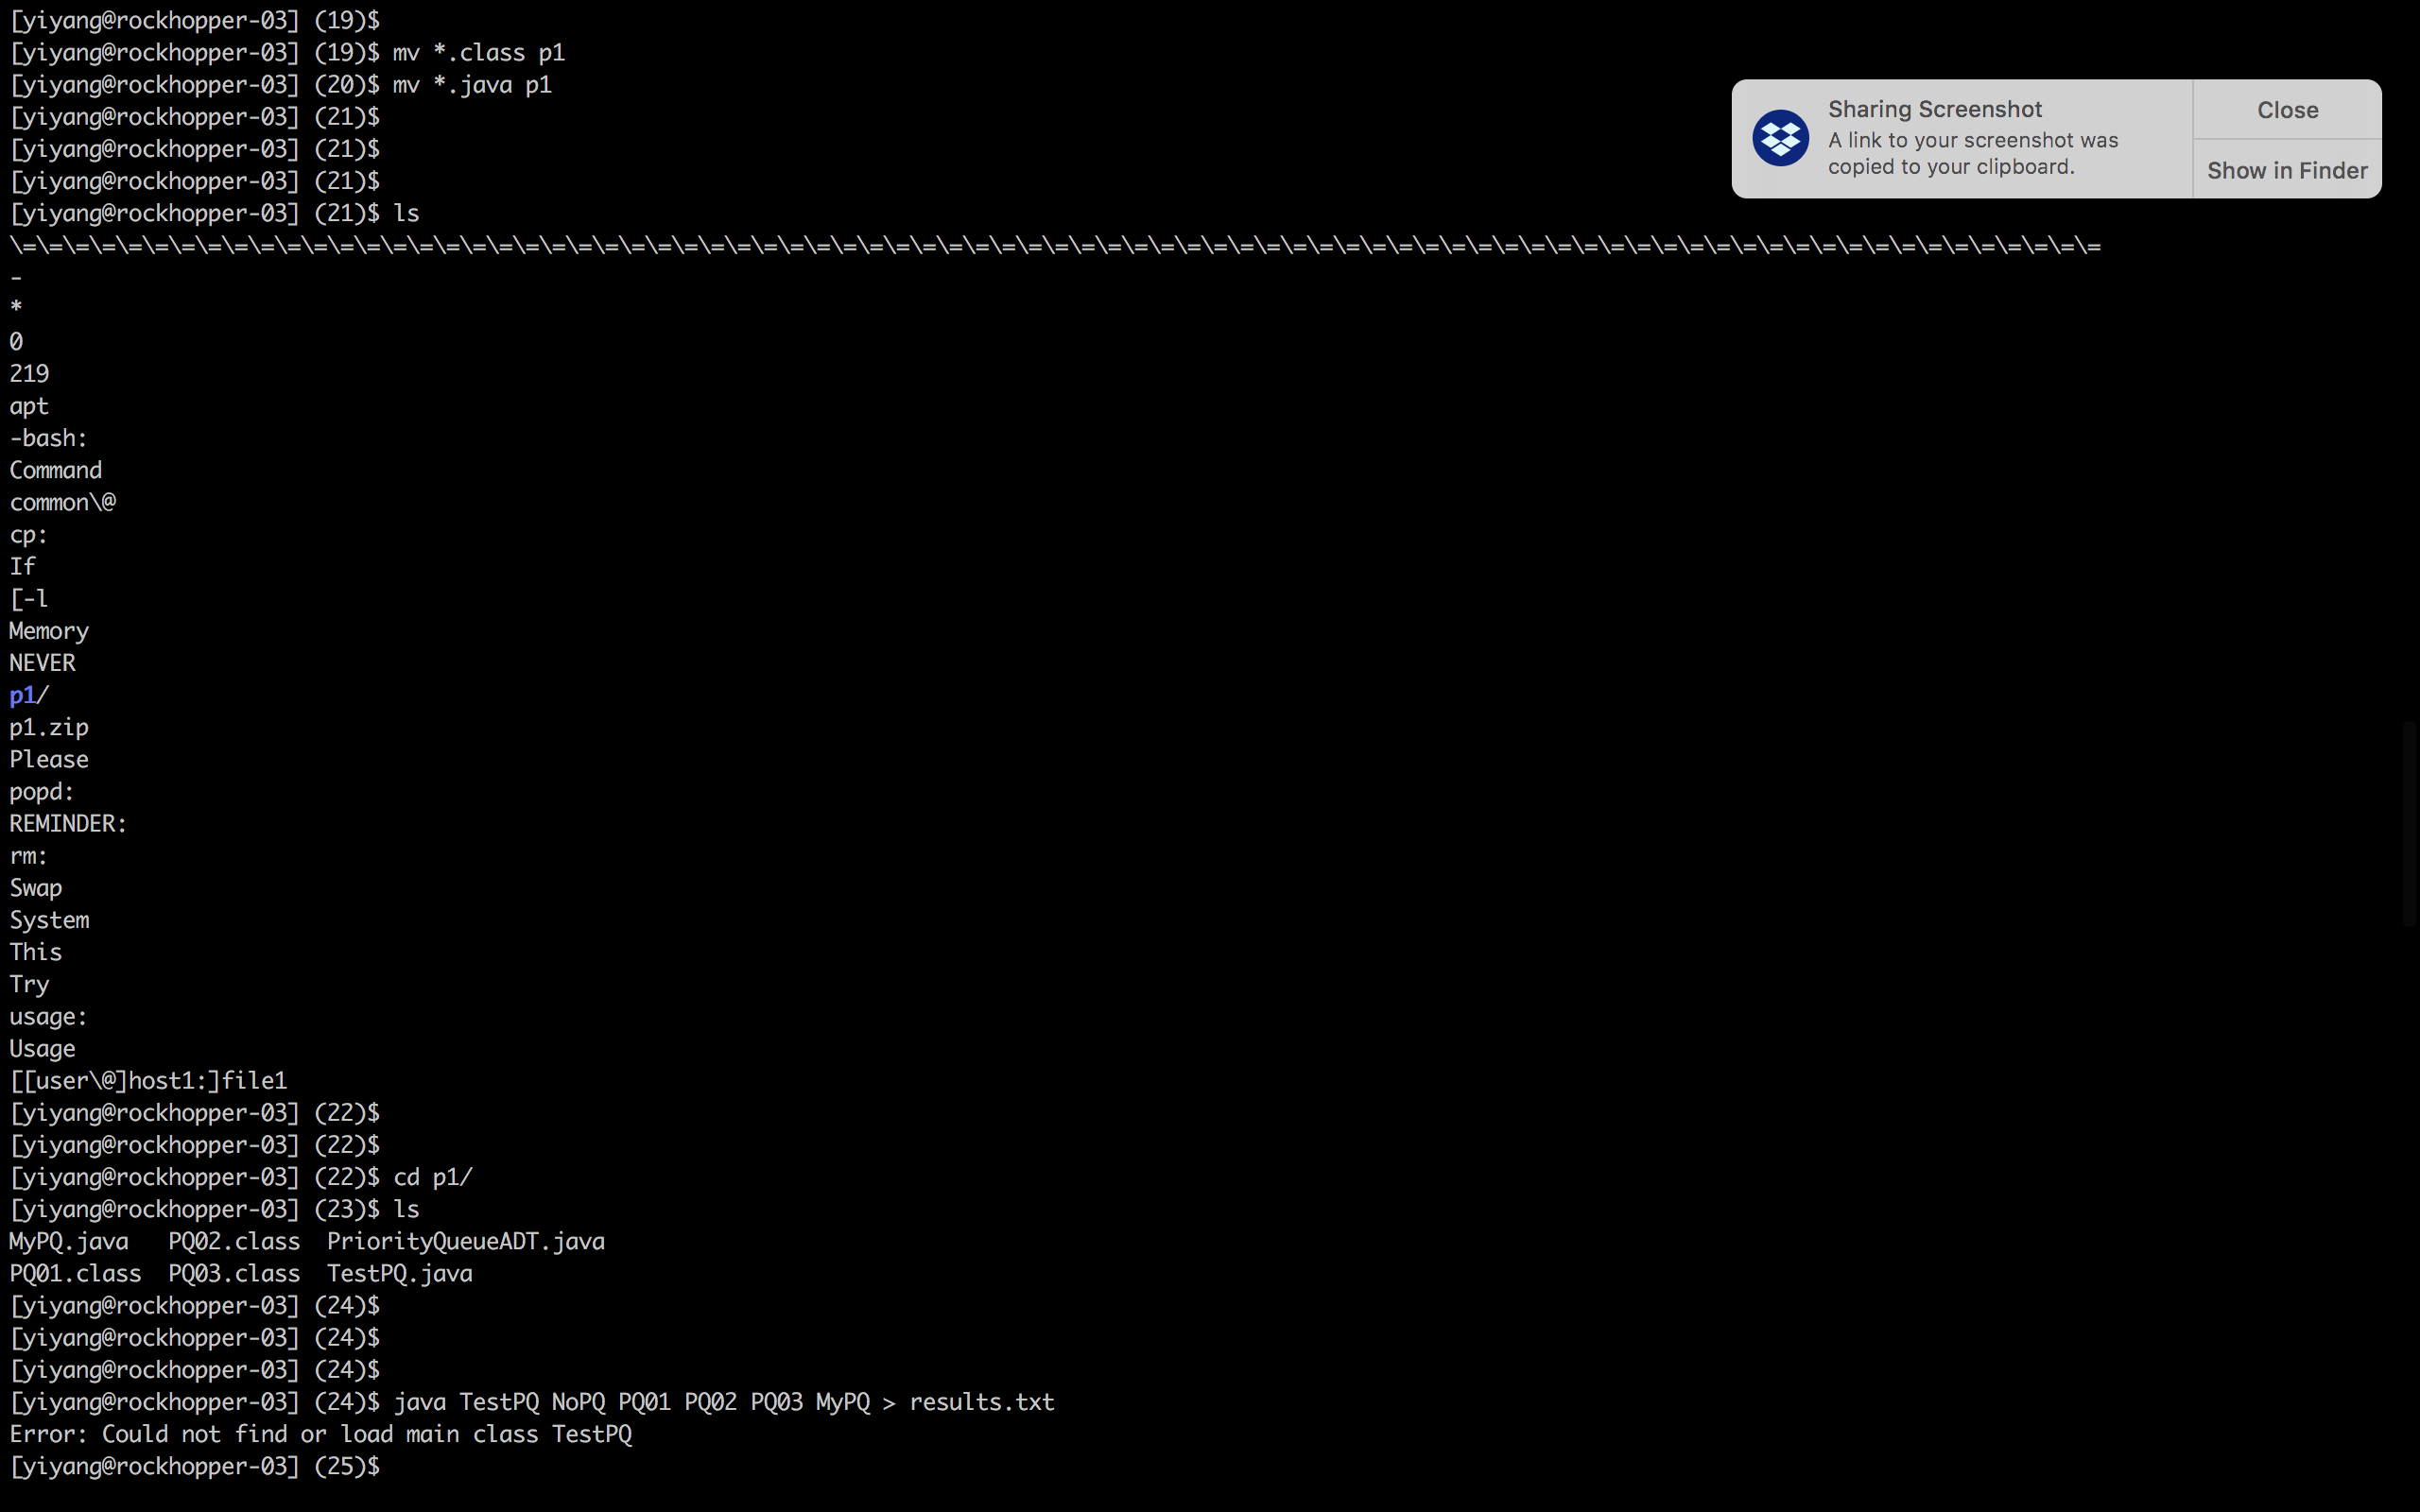 [yiyang@rockhopper-03] (19)$
[yiyang@rockhopper-03] (19)$ mv *.class p1
[yiyang@rockhopper-03] (20)$ mv *.java p1
[yiyang@rockhopper-03] (21)$
[yiyang@rockhopper-03] (21)$
[yiyang@rockhopper-03] (21)$
[yiyang@rockhopper-03] (21)$ ls
Sharing Screenshot
A link to your screenshot was
copied to your clipboard.
Close
Show in Finder
\=\=\=\=\=\=\=\=\=\=\=\=\=\=\=\=\=\=\=\=\=\=\=\=\=\=\=\=\=\=\=\=\=\=\=\=\=\=\=\=\=\=\=\=\=\=\=\=\=\=\=\=\=\=\=\=\=\=\=\=\=\=\=\=\=\=\=\=\=\=\=\=\=\=\=\=\=\=\=
-
*
0
219
apt
-bash:
Command
common\@
cp:
If
[-l
Memory
NEVER
p1/
p1.zip
Please
popd:
REMINDER:
rm:
Swap
System
This
Try
usage:
Usage
[[user\@]host1:]file1
[yiyang@rockhopper-03] (22)$
[yiyang@rockhopper-03] (22)$
[yiyang@rockhopper-03] (22)$ cd p1/
[yiyang@rockhopper-03] (23)$ ls
MyPQ.java   PQ02.class  PriorityQueueADT.java
PQ01.class  PQ03.class  TestPQ.java
[yiyang@rockhopper-03] (24)$
[yiyang@rockhopper-03] (24)$
[yiyang@rockhopper-03] (24)$
[yiyang@rockhopper-03] (24)$ java TestPQ NoPQ PQ01 PQ02 PQ03 MyPQ > results.txt
Error: Could not find or load main class TestPQ
[yiyang@rockhopper-03] (25)$